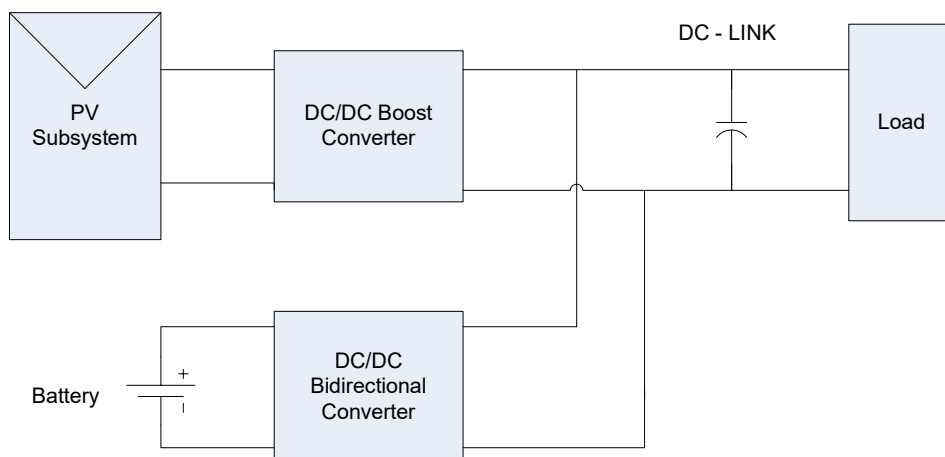 DC - LINK
PV
Subsystem
DC/DC Boost
Converter
Load
DC/DC
Bidirectional
Converter
Battery
+
-